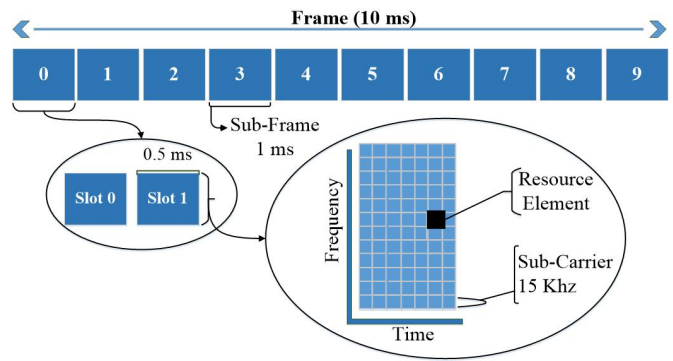 Frame (10 ms)
0 1 2 3 4 5 6 7 8 9
Sub-Frame
1 ms
0.5 ms
Slot 0
Slot 1
Frequency
Time
Resource
Element
Sub-Carrier
15 Khz